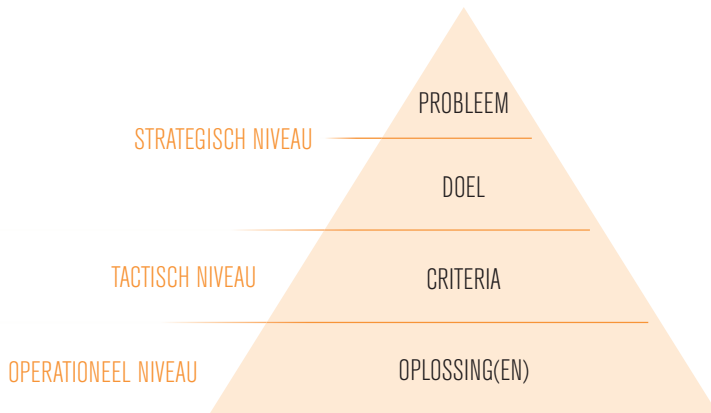 PROBLEEM
STRATEGISCH NIVEAU
DOEL
TACTISCH NIVEAU
CRITERIA
OPERATIONEEL NIVEAU
OPLOSSING(EN)